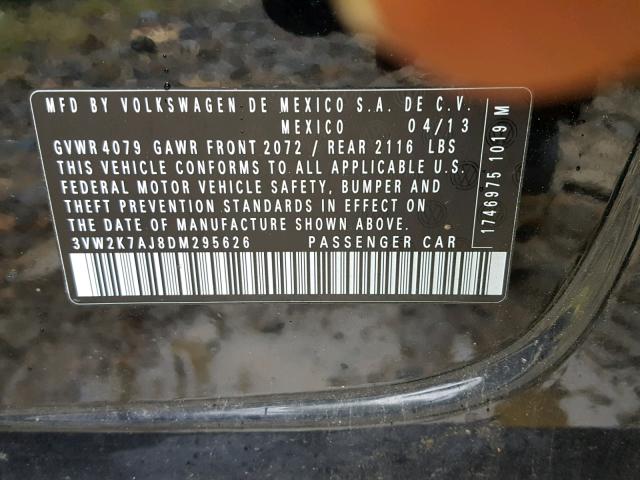 MFD BY VOLKSWAGEN DE MEXICO S.A. DE C.V.
MEXICO 04/13
GVWR 4079 GAWR FRONT 2072 / REAR 2116 LBS
THIS VEHICLE CONFORMS TO ALL APPLICABLE U.S.
FEDERAL MOTOR VEHICLE SAFETY, BUMPER AND
THEFT PREVENTION STANDARDS IN EFFECT ON
THE DATE OF MANUFACTURE SHOWN ABOVE.
3VW2K7AJ8DM295626 PASSENGER CAR
1746975 1019 M